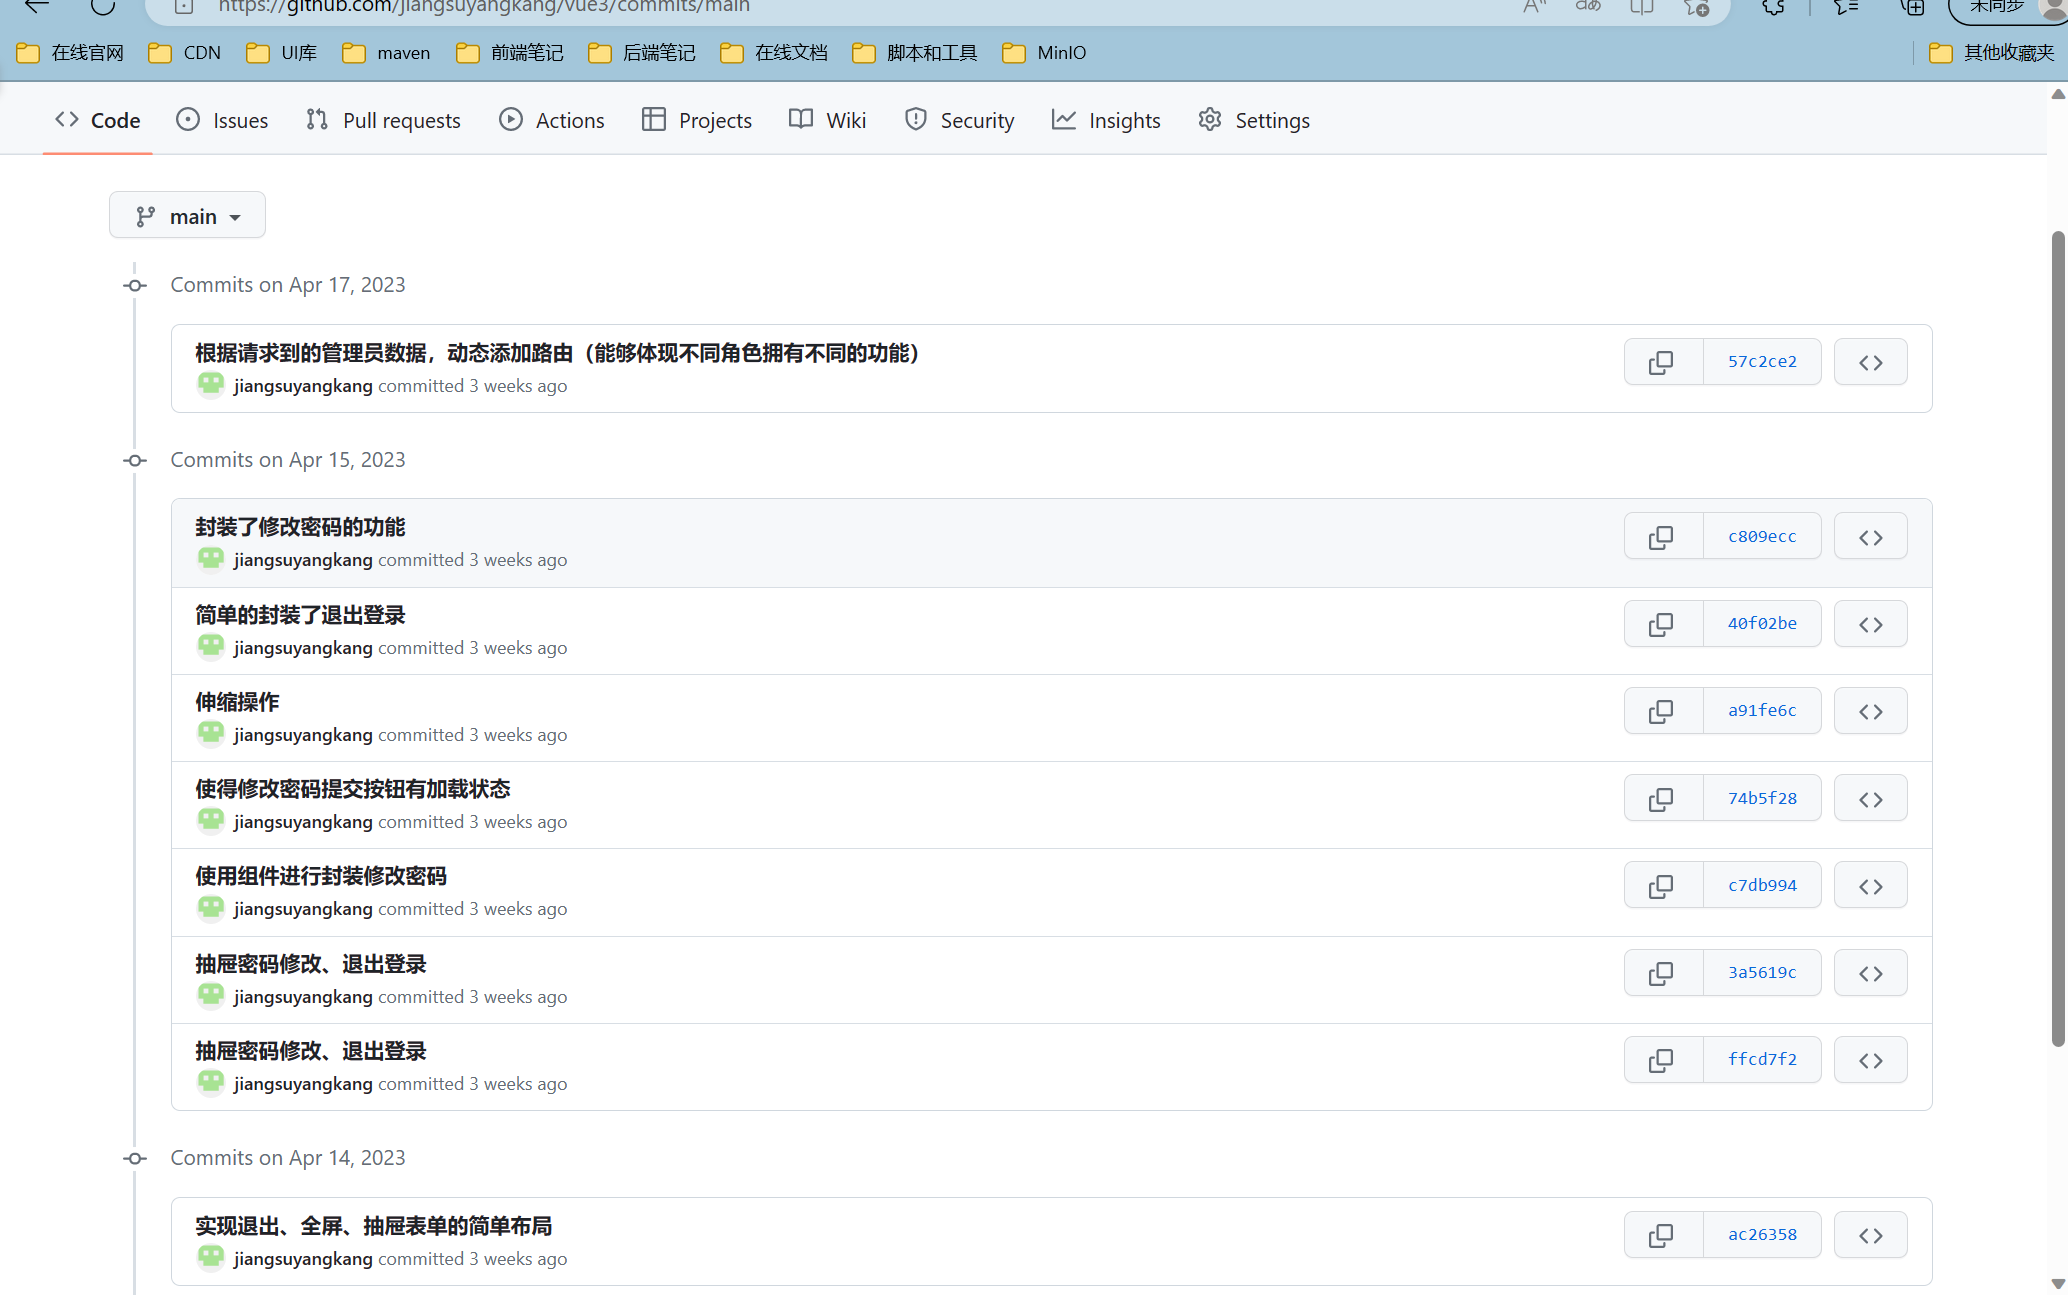 https://github.com/jiangsuyangkang/vue3/commits/main
未同步
在线官网 CDN UI库 maven 前端笔记 后端笔记 在线文档 脚本和工具 MinIO 其他收藏夹
Code Issues Pull requests Actions Projects Wiki Security Insights Settings
main
Commits on Apr 17, 2023
根据请求到的管理员数据，动态添加路由（能够体现不同角色拥有不同的功能）
jiangsuyangkang committed 3 weeks ago
57c2ce2
Commits on Apr 15, 2023
封装了修改密码的功能
jiangsuyangkang committed 3 weeks ago
c809ecc
简单的封装了退出登录
jiangsuyangkang committed 3 weeks ago
40f02be
伸缩操作
jiangsuyangkang committed 3 weeks ago
a91fe6c
使得修改密码提交按钮有加载状态
jiangsuyangkang committed 3 weeks ago
74b5f28
使用组件进行封装修改密码
jiangsuyangkang committed 3 weeks ago
c7db994
抽屉密码修改、退出登录
jiangsuyangkang committed 3 weeks ago
3a5619c
抽屉密码修改、退出登录
jiangsuyangkang committed 3 weeks ago
ffcd7f2
Commits on Apr 14, 2023
实现退出、全屏、抽屉表单的简单布局
jiangsuyangkang committed 3 weeks ago
ac26358